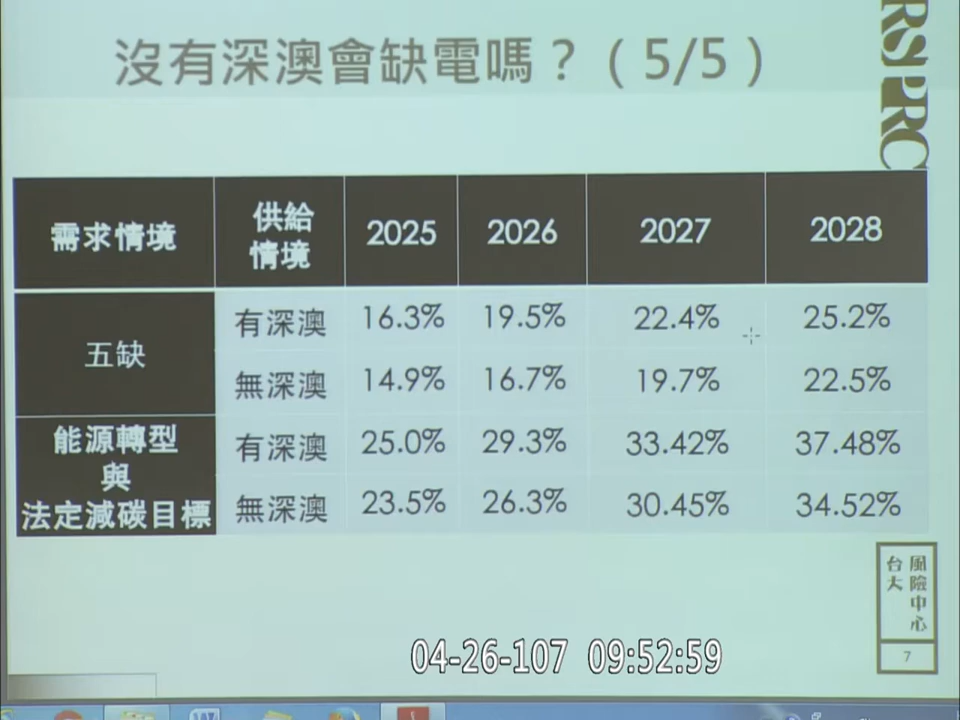 沒有深澳會缺電嗎？（5/5）
RSPRC
需求情境 供給情境 2025 2026 2027 2028
五缺 有深澳 16.3% 19.5% 22.4% 25.2%
無深澳 14.9% 16.7% 19.7% 22.5%
能源轉型與法定減碳目標 有深澳 25.0% 29.3% 33.42% 37.48%
無深澳 23.5% 26.3% 30.45% 34.52%
台大
風險中心
7
04-26-107 09:52:59